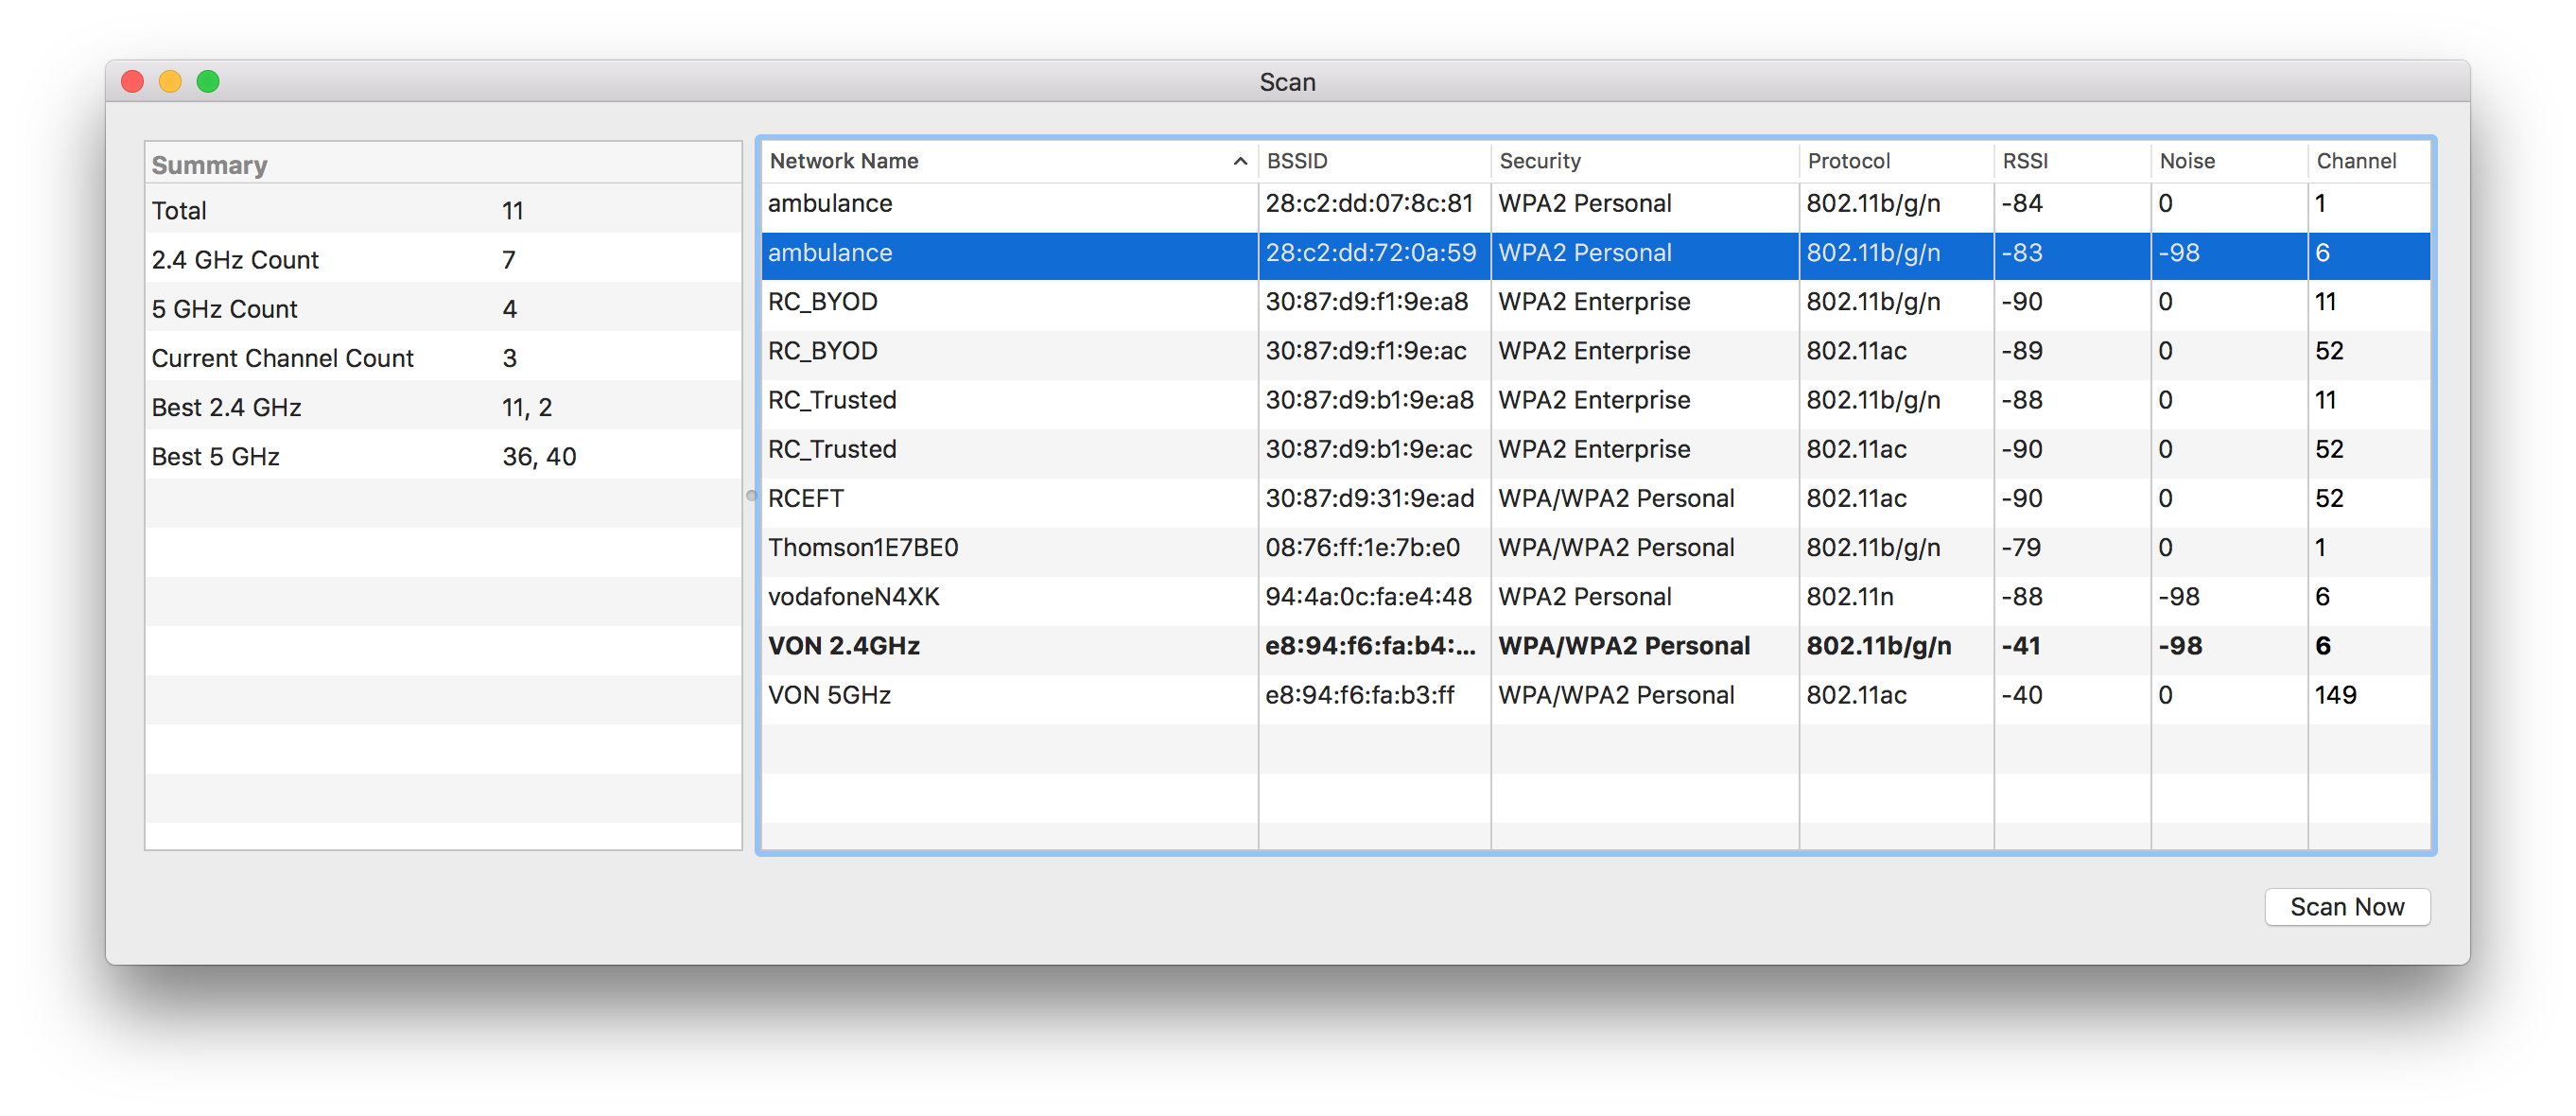 Scan
Summary
Total 11
2.4 GHz Count 7
5 GHz Count 4
Current Channel Count 3
Best 2.4 GHz 11, 2
Best 5 GHz 36, 40
Network Name BSSID Security Protocol RSSI Noise Channel
ambulance 28:c2:dd:07:8c:81 WPA2 Personal 802.11b/g/n -84 0 1
ambulance 28:c2:dd:72:0a:59 WPA2 Personal 802.11b/g/n -83 -98 6
RC_BYOD 30:87:d9:f1:9e:a8 WPA2 Enterprise 802.11b/g/n -90 0 11
RC_BYOD 30:87:d9:f1:9e:ac WPA2 Enterprise 802.11ac -89 0 52
RC_Trusted 30:87:d9:b1:9e:a8 WPA2 Enterprise 802.11b/g/n -88 0 11
RC_Trusted 30:87:d9:b1:9e:ac WPA2 Enterprise 802.11ac -90 0 52
RCEFT 30:87:d9:31:9e:ad WPA/WPA2 Personal 802.11ac -90 0 52
Thomson1E7BE0 08:76:ff:1e:7b:e0 WPA/WPA2 Personal 802.11b/g/n -79 0 1
vodafoneN4XK 94:4a:0c:fa:e4:48 WPA2 Personal 802.11n -88 -98 6
VON 2.4GHz e8:94:f6:fa:b4:... WPA/WPA2 Personal 802.11b/g/n -41 -98 6
VON 5GHz e8:94:f6:fa:b3:ff WPA/WPA2 Personal 802.11ac -40 0 149
Scan Now